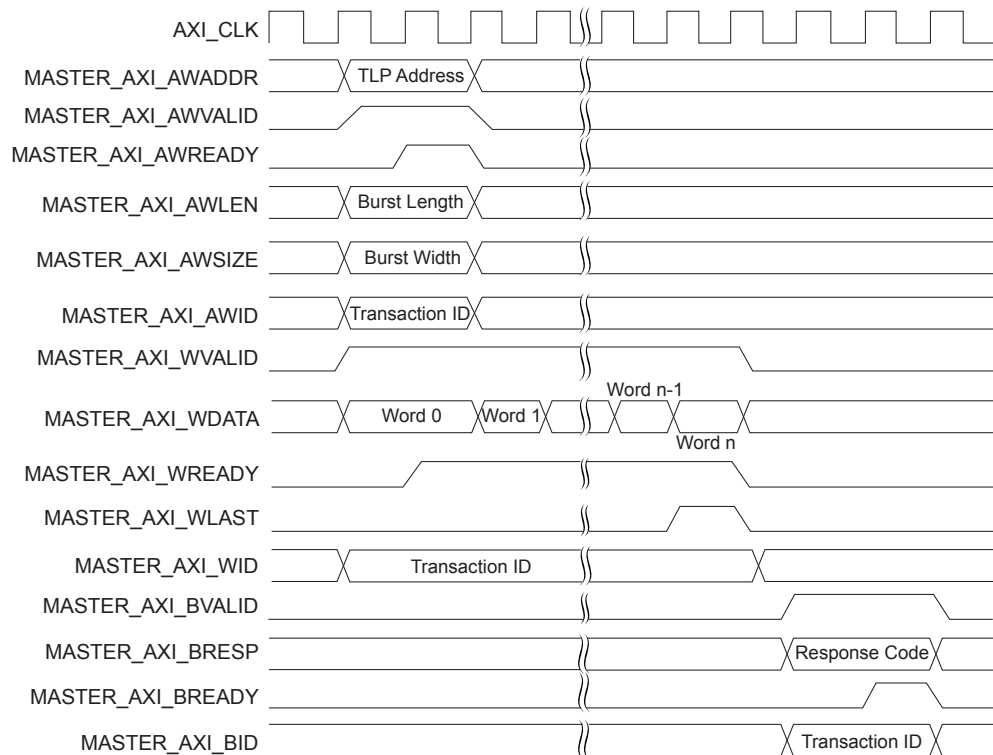 AXI_CLK
MASTER_AXI_AWADDR TLP Address
MASTER_AXI_AWVALID
MASTER_AXI_AWREADY
MASTER_AXI_AWLEN Burst Length
MASTER_AXI_AWSIZE Burst Width
MASTER_AXI_AWID Transaction ID
MASTER_AXI_WVALID
Word n-1
MASTER_AXI_WDATA Word 0 Word 1
Word n
MASTER_AXI_WREADY
MASTER_AXI_WLAST
MASTER_AXI_WID Transaction ID
MASTER_AXI_BVALID
MASTER_AXI_BRESP Response Code
MASTER_AXI_BREADY
MASTER_AXI_BID Transaction ID